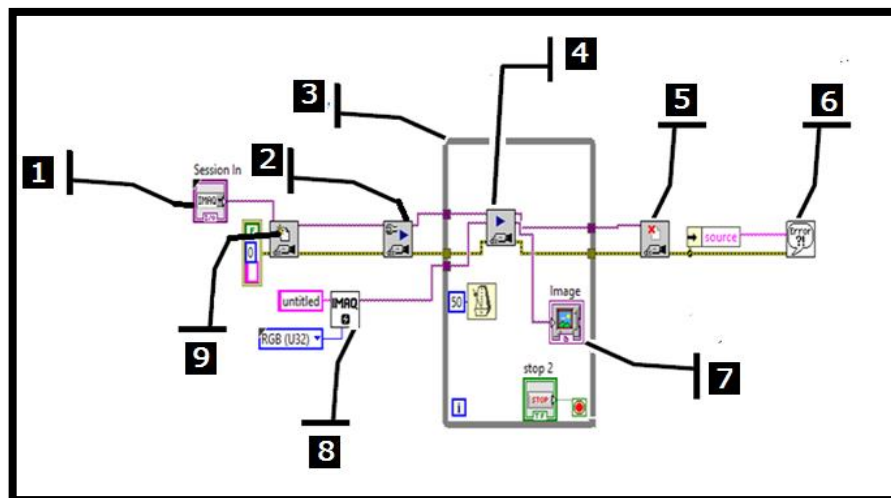 4
3
5
6
2
1
Session In
IMAQ
I/O
F
0
source
Error
?!
untitled
IMAQ
50
Image
RGB (U32)
9
stop 2
7
STOP
TF
i
8